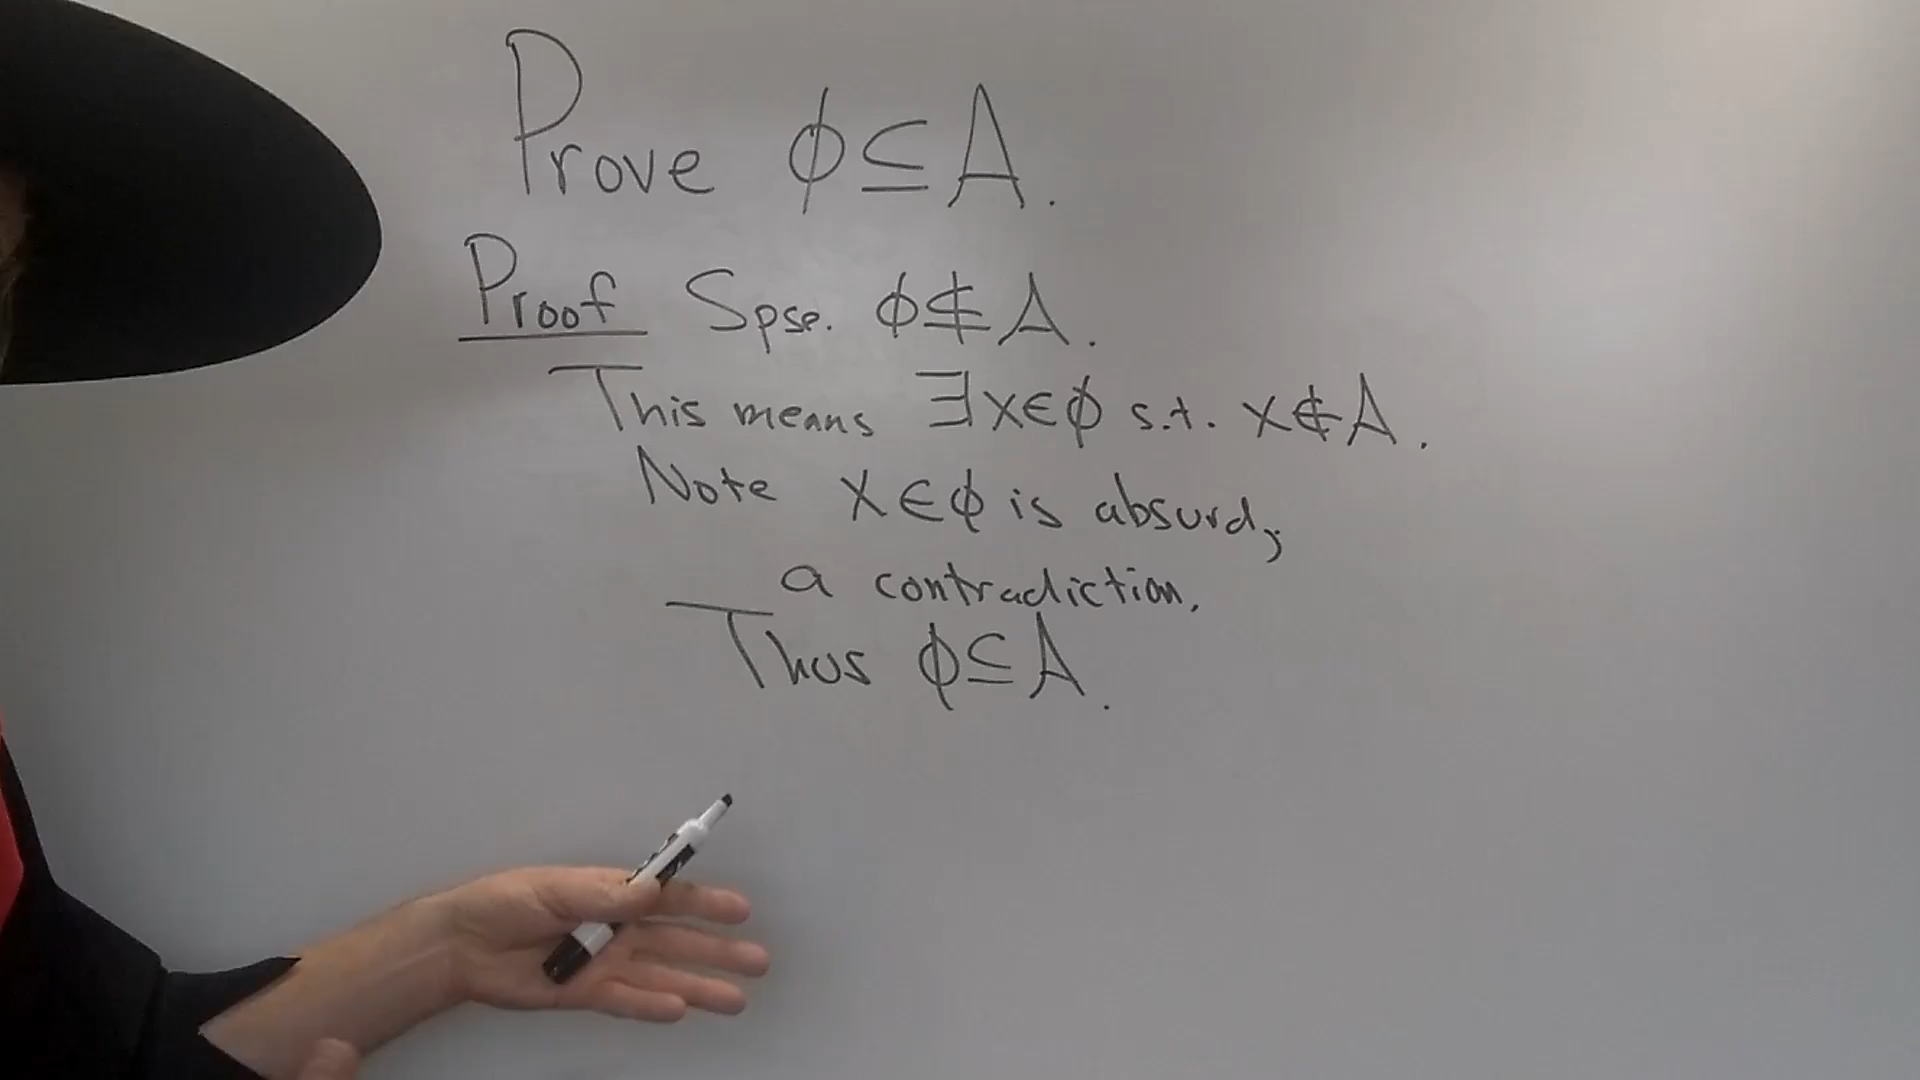 Prove ϕ⊆A.
Proof Spse. ϕ⊈A.
This means ∃x∈ϕ s.t. x∉A.
Note x∈ϕ is absurd,
a contradiction.
Thus ϕ⊆A.